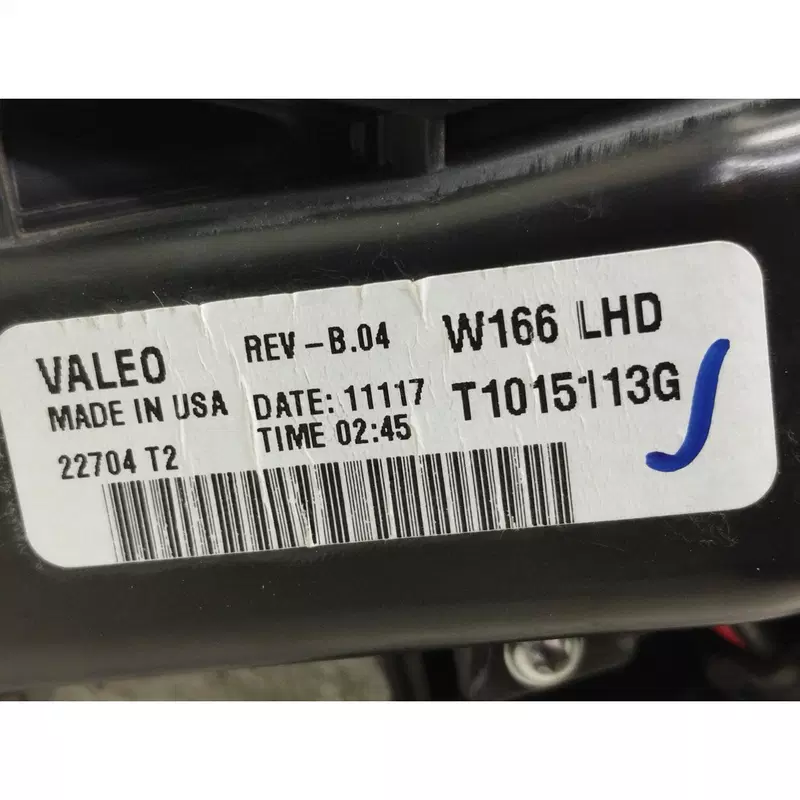 VALEO
MADE IN USA
22704 T2
REV-B.04
DATE: 11117
TIME 02:45
W166 LHD
T1015113G